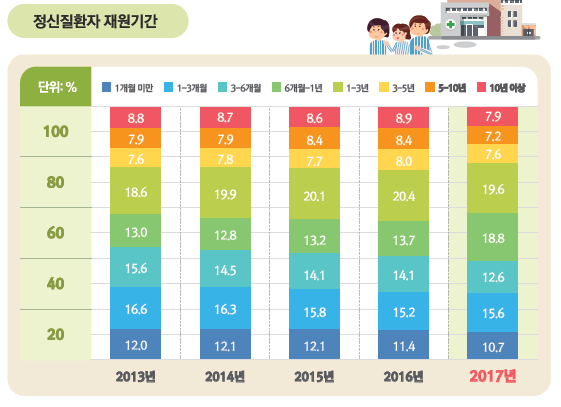 정신질환자 재원기간
단위: %
1개월 미만 1-3개월 3-6개월 6개월-1년 1-3년 3-5년 5-10년 10년 이상
100
80
60
40
20
8.8 8.7 8.6 8.9 7.9
7.9 7.9 8.4 8.4 7.2
7.6 7.8 7.7 8.0 7.6
18.6 19.9 20.1 20.4 19.6
13.0 12.8 13.2 13.7 18.8
15.6 14.5 14.1 14.1 12.6
16.6 16.3 15.8 15.2 15.6
12.0 12.1 12.1 11.4 10.7
2013년 2014년 2015년 2016년 2017년